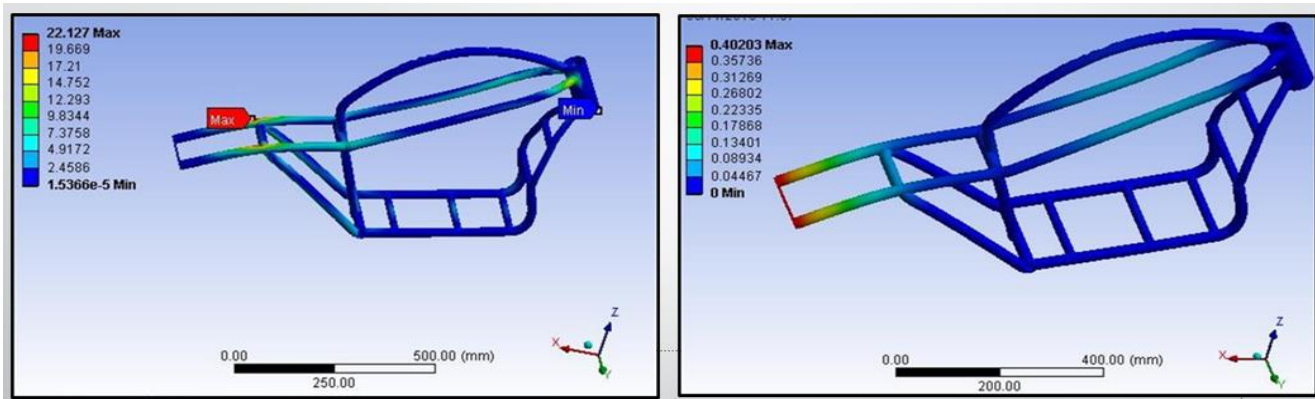 22.127 Max
19.669
17.21
14.752
12.293
9.8344
7.3758
4.9172
2.4586
1.5366e-5 Min
Max
Min
Z
X
Y
0.00
500.00 (mm)
250.00
0.40203 Max
0.35736
0.31269
0.26802
0.22335
0.17868
0.13401
0.08934
0.04467
0 Min
Z
X
Y
0.00
400.00 (mm)
200.00